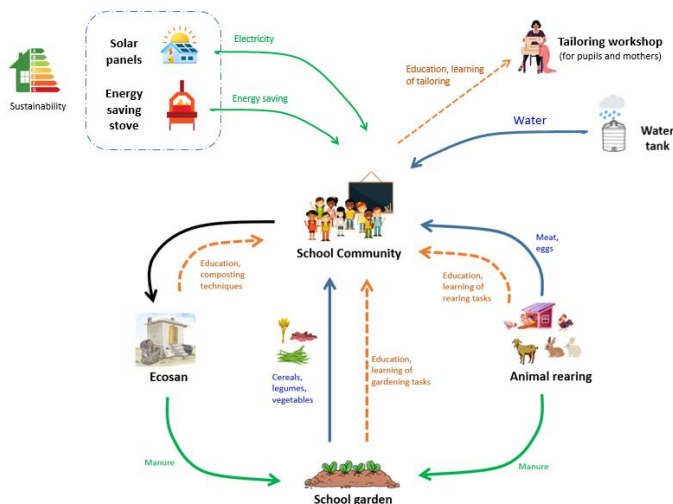 Solar
panels
Electricity
Tailoring workshop
(for pupils and mothers)
Education,
learning of
tailoring
Sustainability
Energy
saving
stove
Energy saving
Water
Water
tank
School Community
Meat,
eggs
Education,
composting
techniques
Education,
learning of
rearing tasks
Ecosan
Cereals,
legumes,
vegetables
Education,
learning of
gardening tasks
Animal rearing
Manure
Manure
School garden